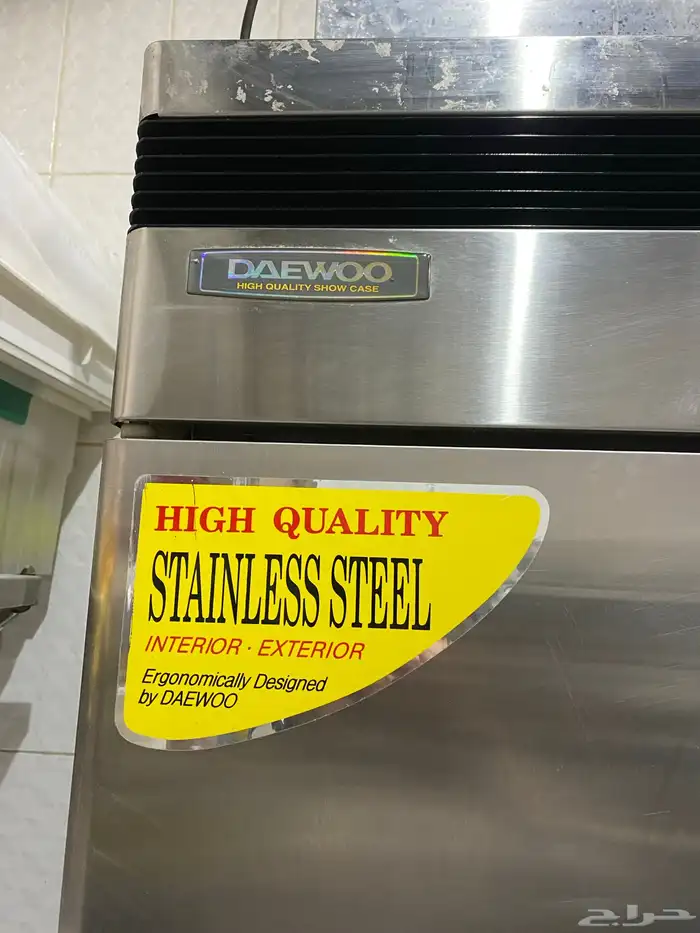 DAEWOO
HIGH QUALITY SHOW CASE
HIGH QUALITY
STAINLESS STEEL
INTERIOR · EXTERIOR
Ergonomically Designed
by DAEWOO
حراج